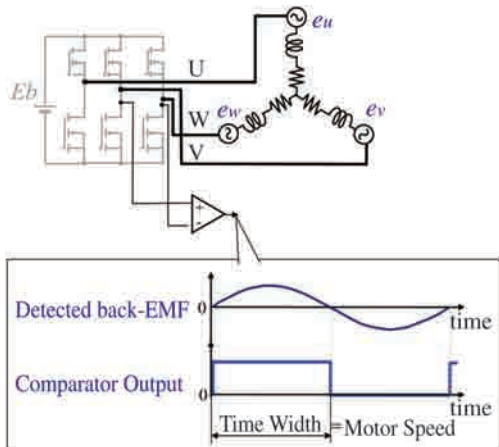 eu
U
Eb
ew
ev
W
V
+
-
Detected back-EMF
0
time
Comparator Output
0
time
Time Width
=Motor Speed